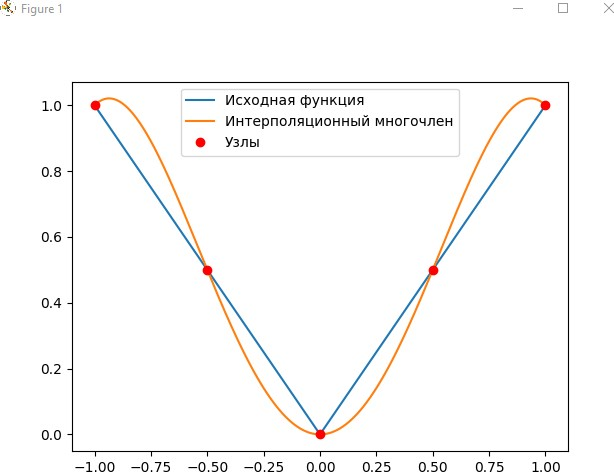 Figure 1
Исходная функция
Интерполяционный многочлен
Узлы
1.0
0.8
0.6
0.4
0.2
0.0
−1.00 −0.75 −0.50 −0.25 0.00 0.25 0.50 0.75 1.00